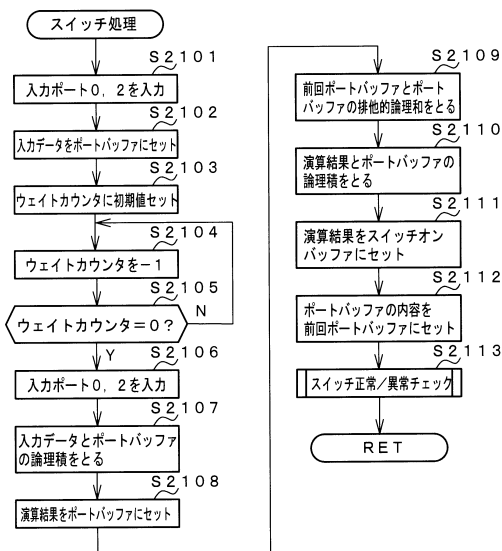 スイッチ処理
S2101
入力ポート0，2を入力
S2102
入力データをポートバッファにセット
S2103
ウェイトカウンタに初期値セット
S2104
ウェイトカウンタを−1
S2105
ウェイトカウンタ=0？
N
Y
S2106
入力ポート0，2を入力
S2107
入力データとポートバッファ
の論理積をとる
S2108
演算結果をポートバッファにセット
S2109
前回ポートバッファとポート
バッファの排他的論理和をとる
S2110
演算結果とポートバッファの
論理積をとる
S2111
演算結果をスイッチオン
バッファにセット
S2112
ポートバッファの内容を
前回ポートバッファにセット
S2113
スイッチ正常／異常チェック
RET